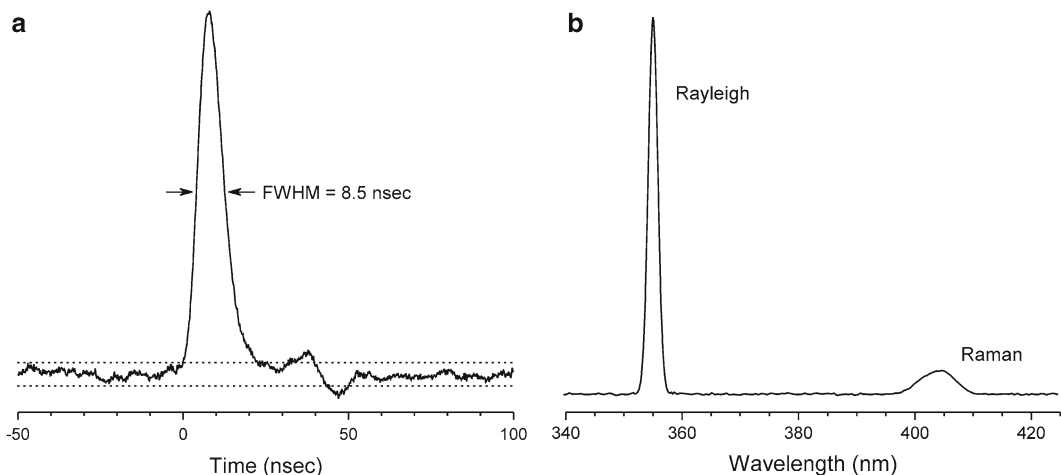 a
FWHM = 8.5 nsec
-50 0 50 100
Time (nsec)
b
Rayleigh
Raman
340 360 380 400 420
Wavelength (nm)